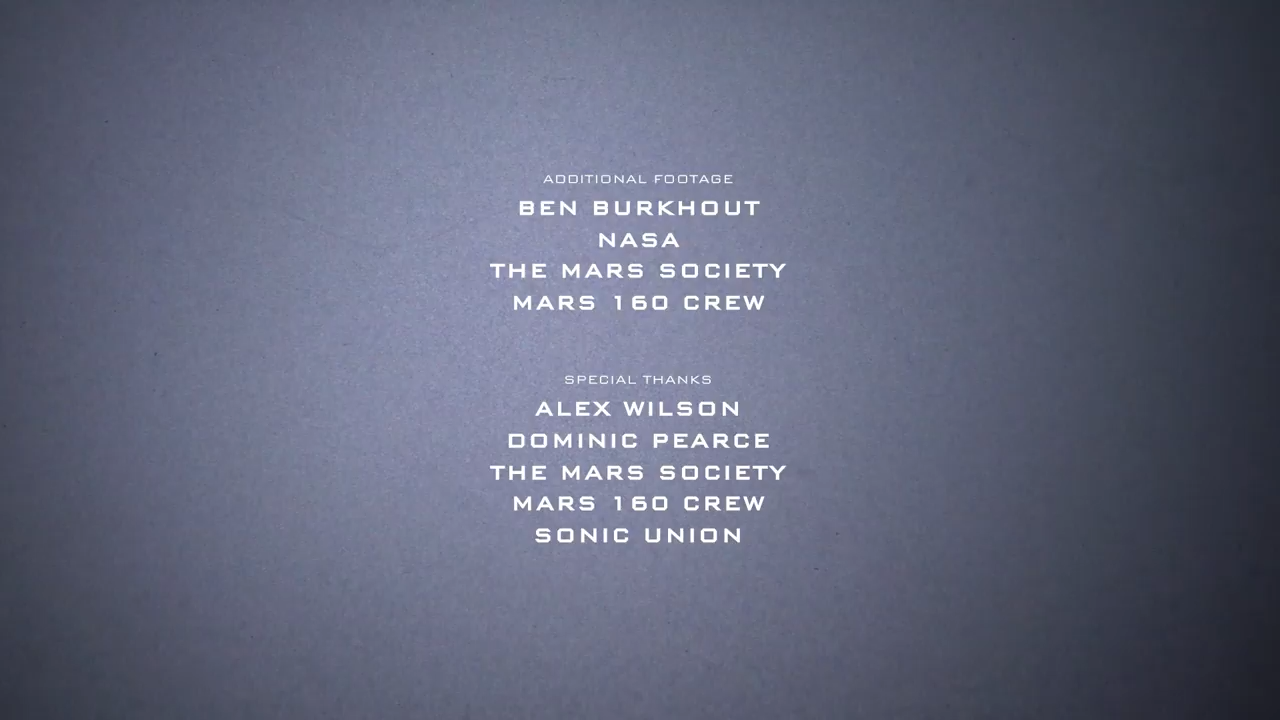 ADDITIONAL FOOTAGE
BEN BURKHOUT
NASA
THE MARS SOCIETY
MARS 160 CREW
SPECIAL THANKS
ALEX WILSON
DOMINIC PEARCE
THE MARS SOCIETY
MARS 160 CREW
SONIC UNION